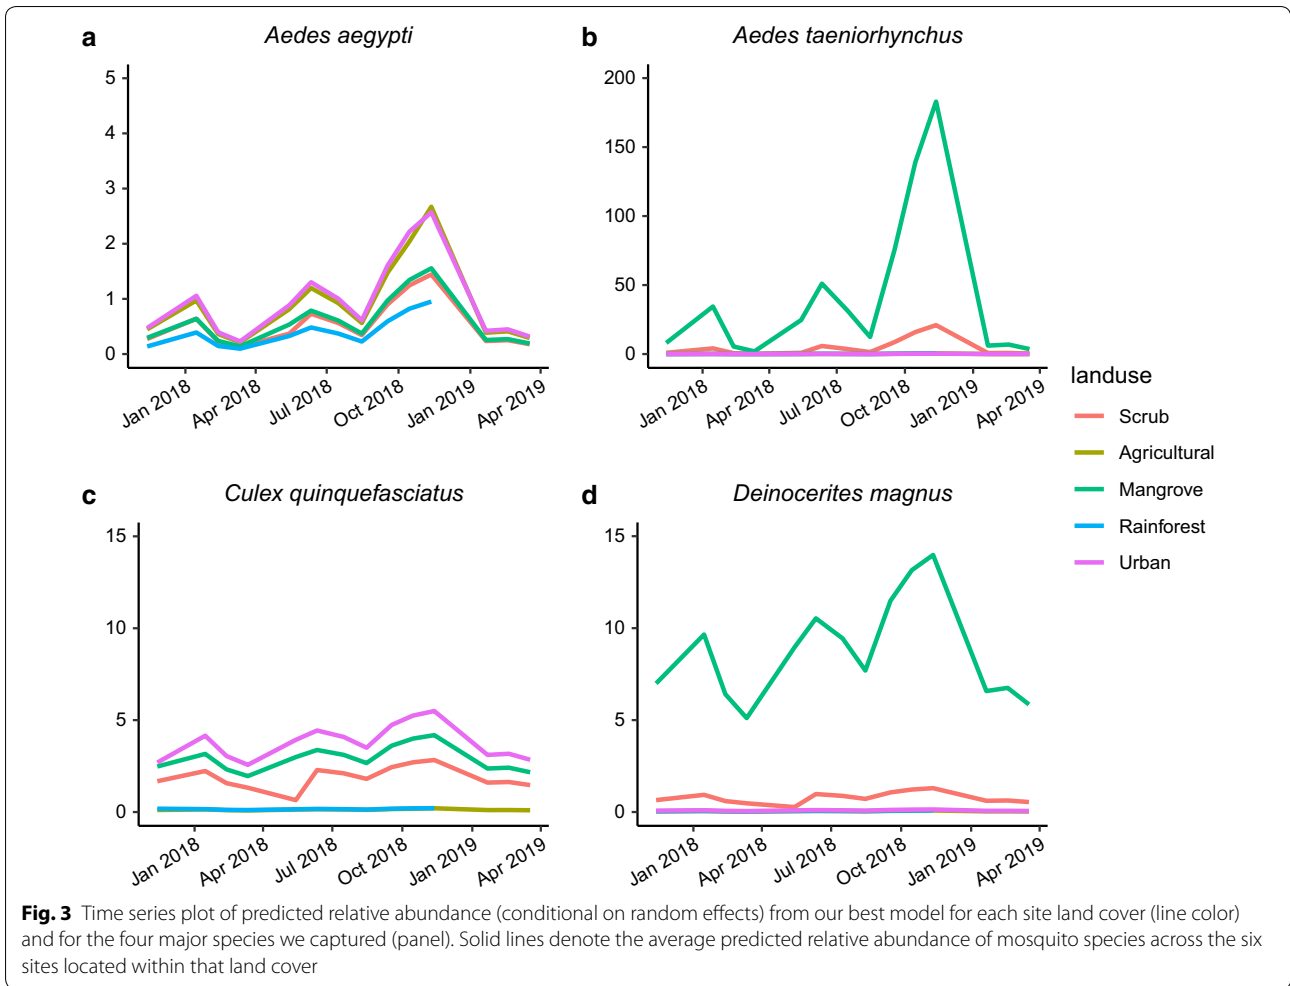 a Aedes aegypti
5
4
3
2
1
0
Jan 2018
Apr 2018
Jul 2018
Oct 2018
Jan 2019
Apr 2019
b Aedes taeniorhynchus
200
150
100
50
0
Jan 2018
Apr 2018
Jul 2018
Oct 2018
Jan 2019
Apr 2019
c Culex quinquefasciatus
15
10
5
0
Jan 2018
Apr 2018
Jul 2018
Oct 2018
Jan 2019
Apr 2019
d Deinocerites magnus
15
10
5
0
Jan 2018
Apr 2018
Jul 2018
Oct 2018
Jan 2019
Apr 2019
landuse
Scrub
Agricultural
Mangrove
Rainforest
Urban
Fig. 3 Time series plot of predicted relative abundance (conditional on random effects) from our best model for each site land cover (line color)
and for the four major species we captured (panel). Solid lines denote the average predicted relative abundance of mosquito species across the six
sites located within that land cover